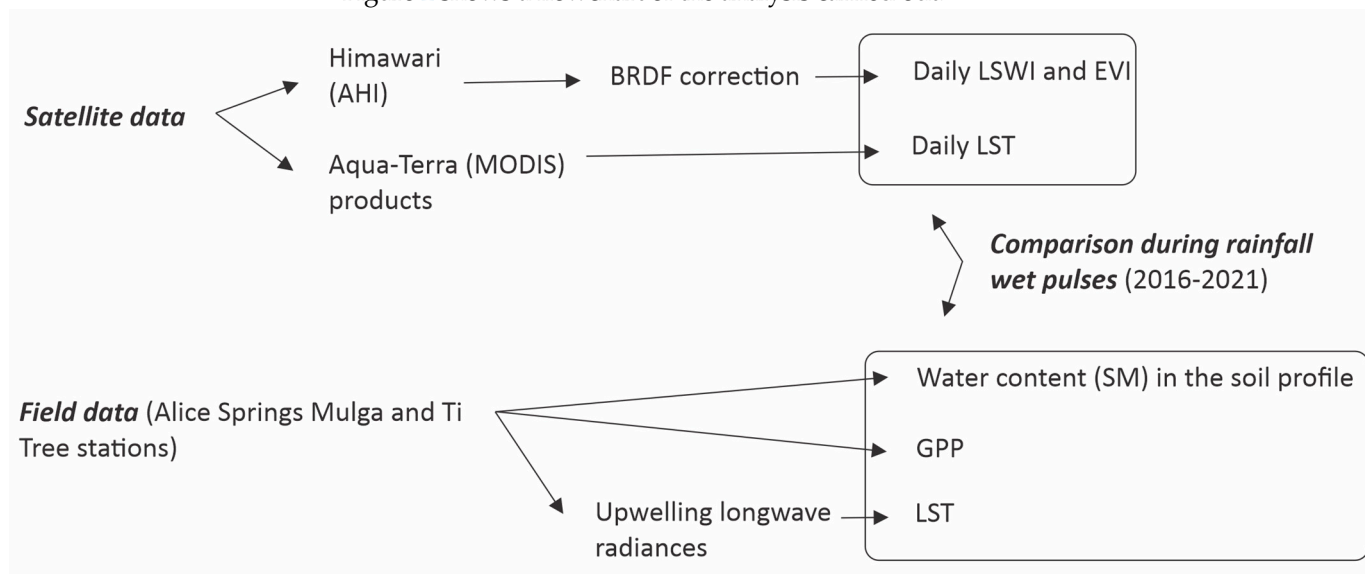 Himawari
(AHI)
BRDF correction
Daily LSWI and EVI
Satellite data
Daily LST
Aqua-Terra (MODIS)
products
Comparison during rainfall
wet pulses (2016-2021)
Water content (SM) in the soil profile
Field data (Alice Springs Mulga and Ti
Tree stations)
GPP
Upwelling longwave
radiances
LST